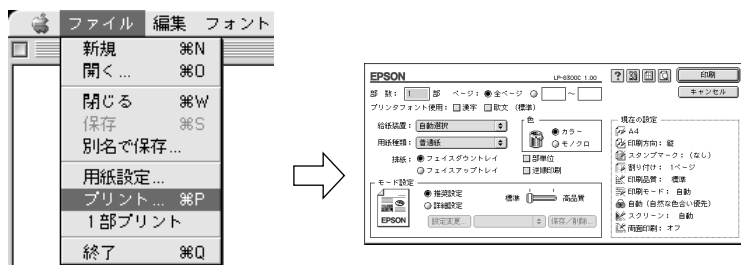 ファイル 編集 フォント
新規 ⌘N
開く... ⌘O
閉じる ⌘W
保存 ⌘S
別名で保存...
用紙設定...
プリント... ⌘P
1部プリント
終了 ⌘Q
EPSON LP-8300C 1.00 印刷
部 数: 1 部 ページ: 全ページ ~ キャンセル
プリンタフォント使用: 漢字 欧文 (標準)
給紙装置: 自動選択
用紙種類: 普通紙
排紙: フェイスダウントレイ 部単位
フェイスアップトレイ 逆順印刷
色
カラー
モノクロ
モード設定
推奨設定 標準 高品質
詳細設定
EPSON 設定変更... 保存/削除...
現在の設定
A4
印刷方向: 縦
スタンプマーク: (なし)
割り付け: 1ページ
印刷品質: 標準
印刷モード: 自動
自動 (自然な色合い優先)
スクリーン: 自動
両面印刷: オフ